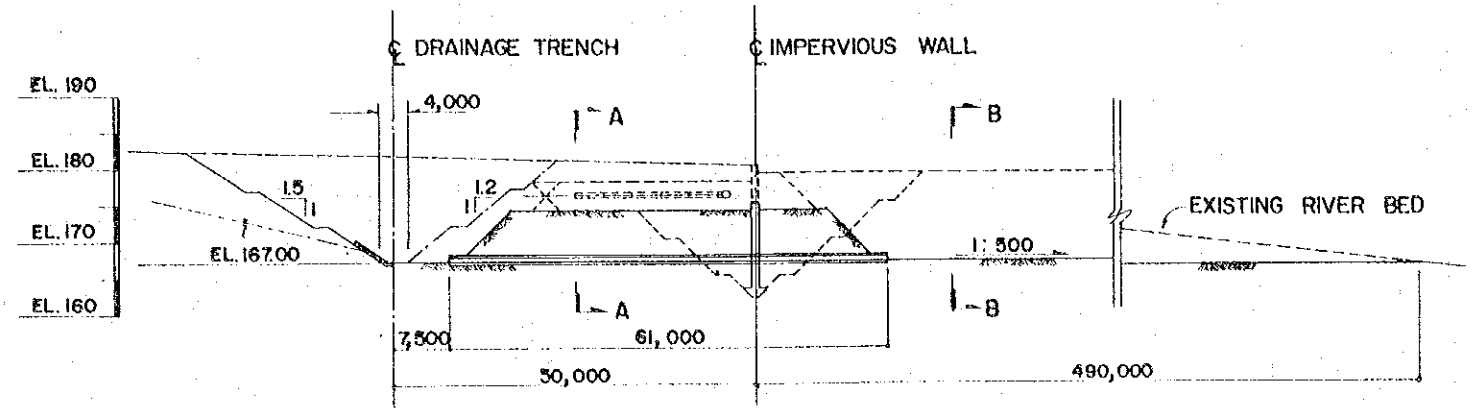 ℄ DRAINAGE TRENCH
℄ IMPERVIOUS WALL
EL. 190
4,000
A
B
EL. 180
1.5
1
1.2
1
EXISTING RIVER BED
EL. 170
EL. 167.00
1: 500
EL. 160
A
B
7,500
61,000
50,000
490,000